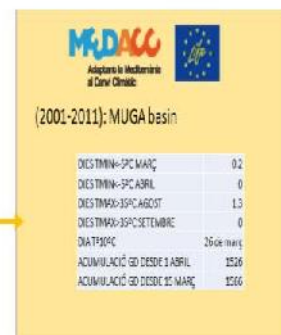 MEDACC
Adaptant la Mediterrània
al Canvi Climàtic
Life
(2001-2011): MUGA basin
DIES TMIN<-5ºC MARÇ 0.2
DIES TMIN<-5ºC ABRIL 0
DIES TMAX>35ºC AGOST 1.3
DIES TMAX>35ºC SETEMBRE 0
DIA Tª10ºC 26 de març
ACUMULACIÓ GD DESDE 1 ABRIL 1526
ACUMULACIÓ GD DESDE 15 MARÇ 1566